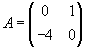 A = ( 0 1
-4 0 )